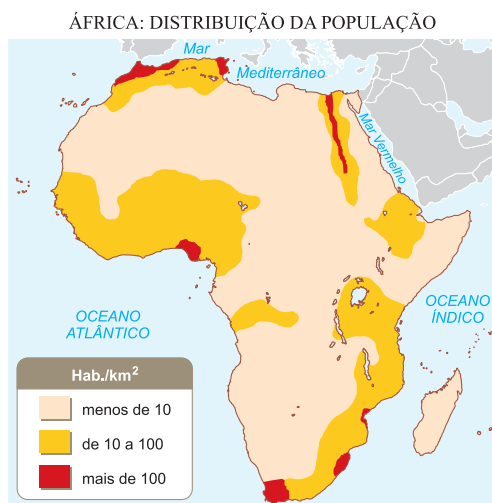 ÁFRICA: DISTRIBUIÇÃO DA POPULAÇÃO
Mar
Mediterrâneo
Mar Vermelho
OCEANO
ATLÂNTICO
OCEANO
ÍNDICO
Hab./km²
menos de 10
de 10 a 100
mais de 100